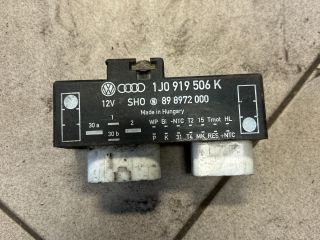 1J0 919 506 K
12V SHO 89 8972 000
Made in Hungary
1
30 a 2
30 b
WP BI -NTC T2 15 Tmot HL
P K 31 T4 MK RES +NTC